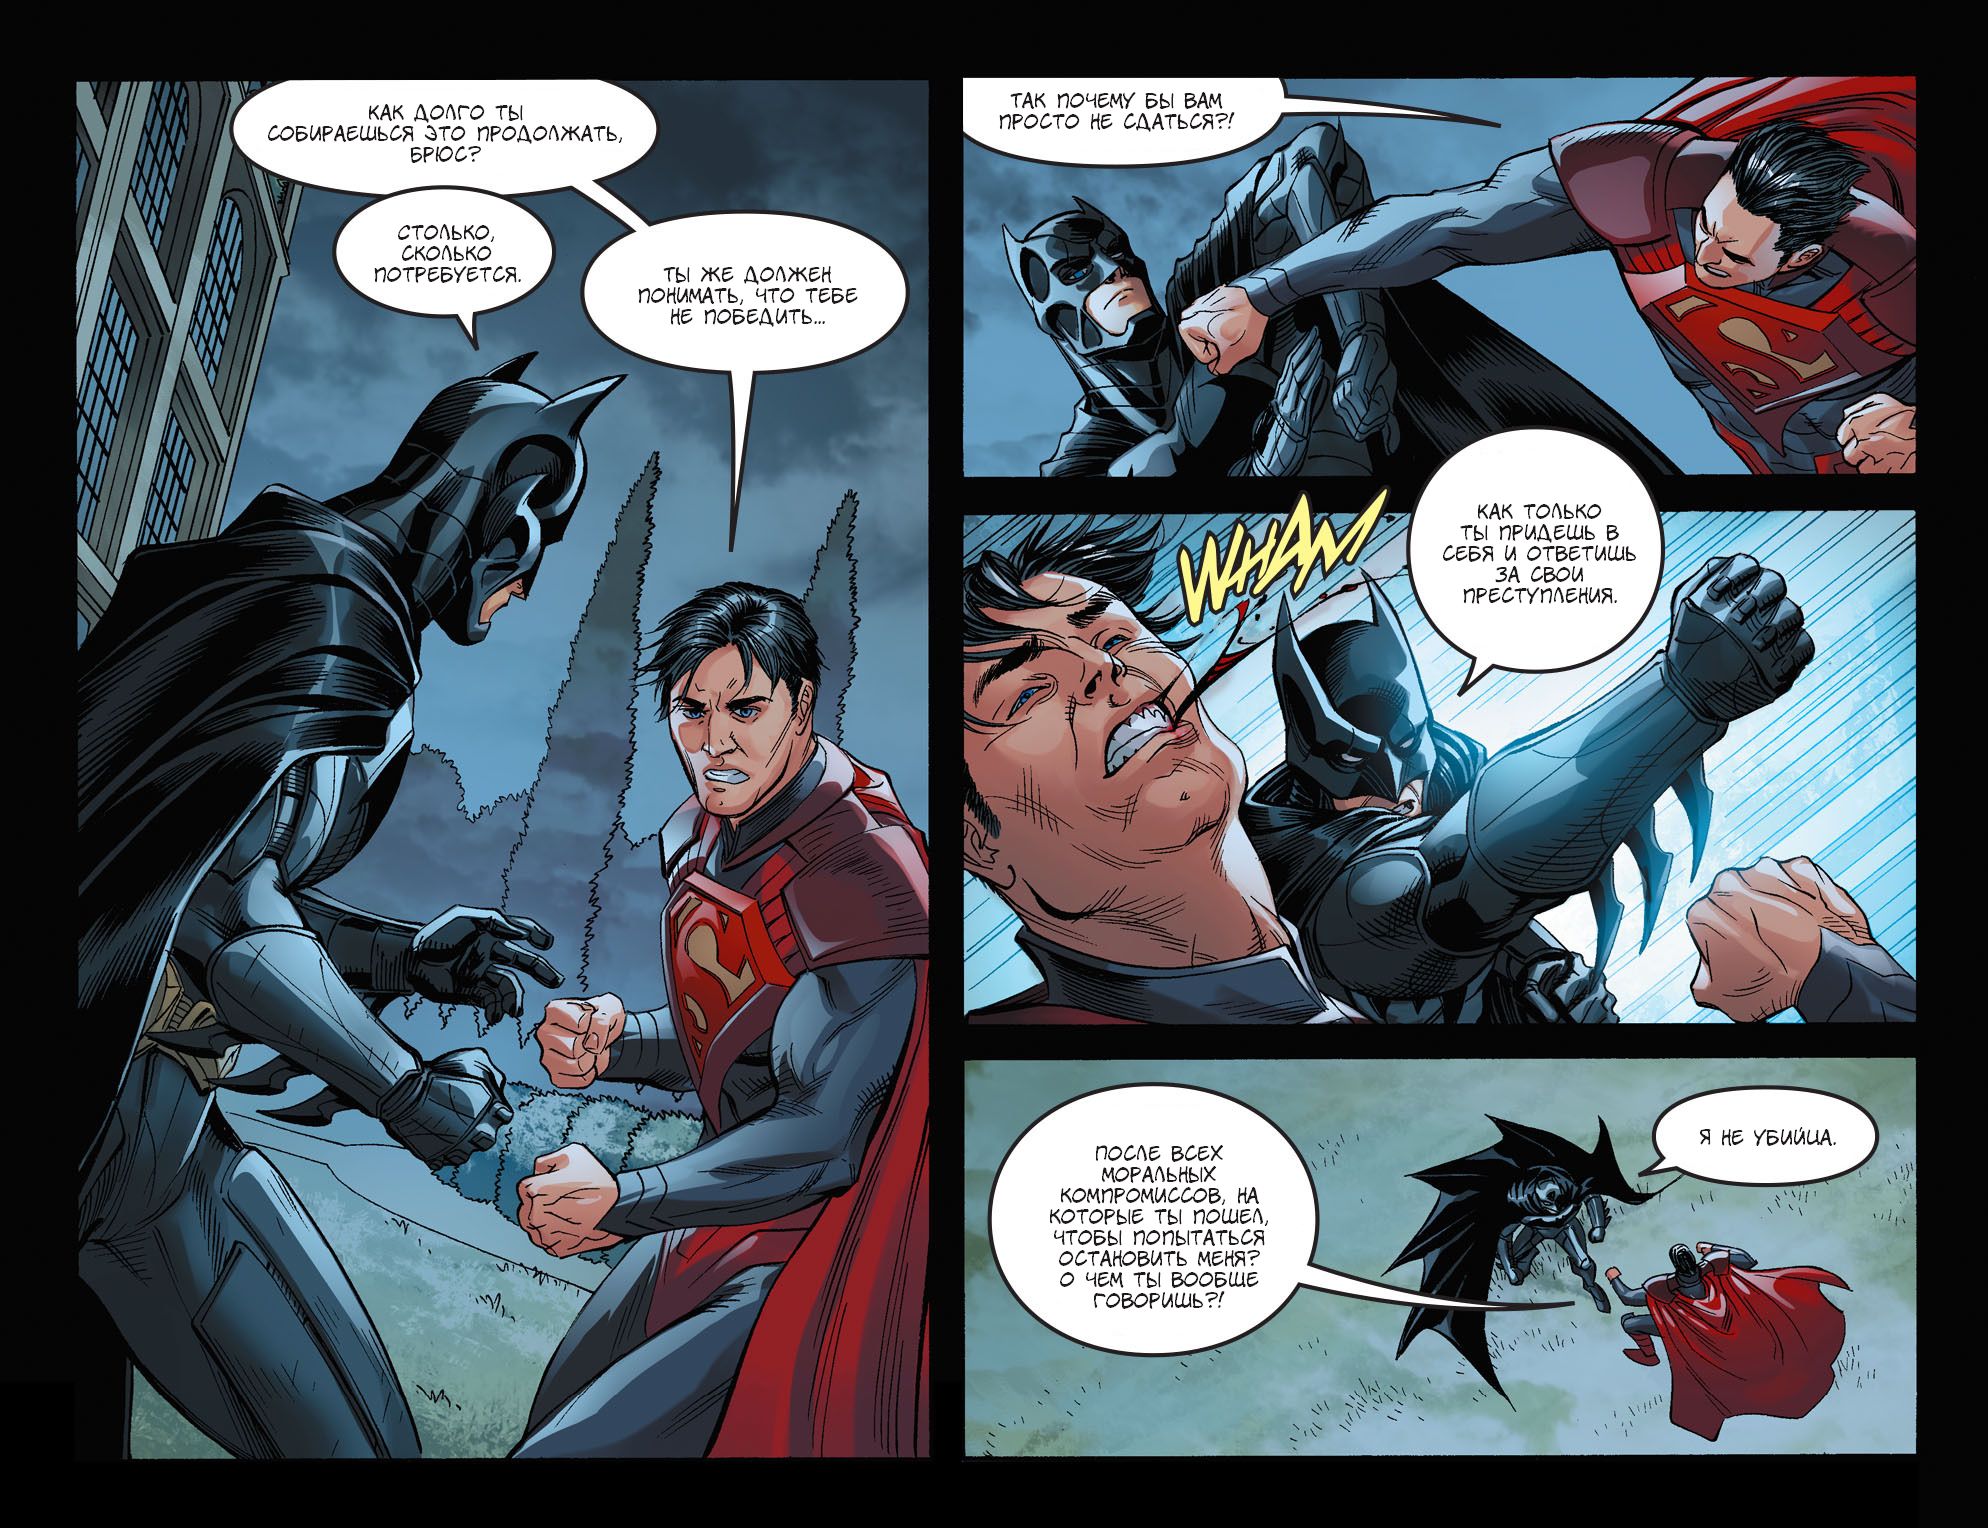 КАК ДОЛГО ТЫ
СОБИРАЕШЬСЯ ЭТО ПРОДОЛЖАТЬ,
БРЮС?
СТОЛЬКО,
СКОЛЬКО
ПОТРЕБУЕТСЯ.
ТЫ ЖЕ ДОЛЖЕН
ПОНИМАТЬ, ЧТО ТЕБЕ
НЕ ПОБЕДИТЬ...
ТАК ПОЧЕМУ БЫ ВАМ
ПРОСТО НЕ СДАТЬСЯ?!
WHAM
КАК ТОЛЬКО
ТЫ ПРИДЕШЬ В
СЕБЯ И ОТВЕТИШЬ
ЗА СВОИ
ПРЕСТУПЛЕНИЯ.
Я НЕ УБИЙЦА.
ПОСЛЕ ВСЕХ
МОРАЛЬНЫХ
КОМПРОМИССОВ, НА
КОТОРЫЕ ТЫ ПОШЕЛ,
ЧТОБЫ ПОПЫТАТЬСЯ
ОСТАНОВИТЬ МЕНЯ?
О ЧЕМ ТЫ ВООБЩЕ
ГОВОРИШЬ?!